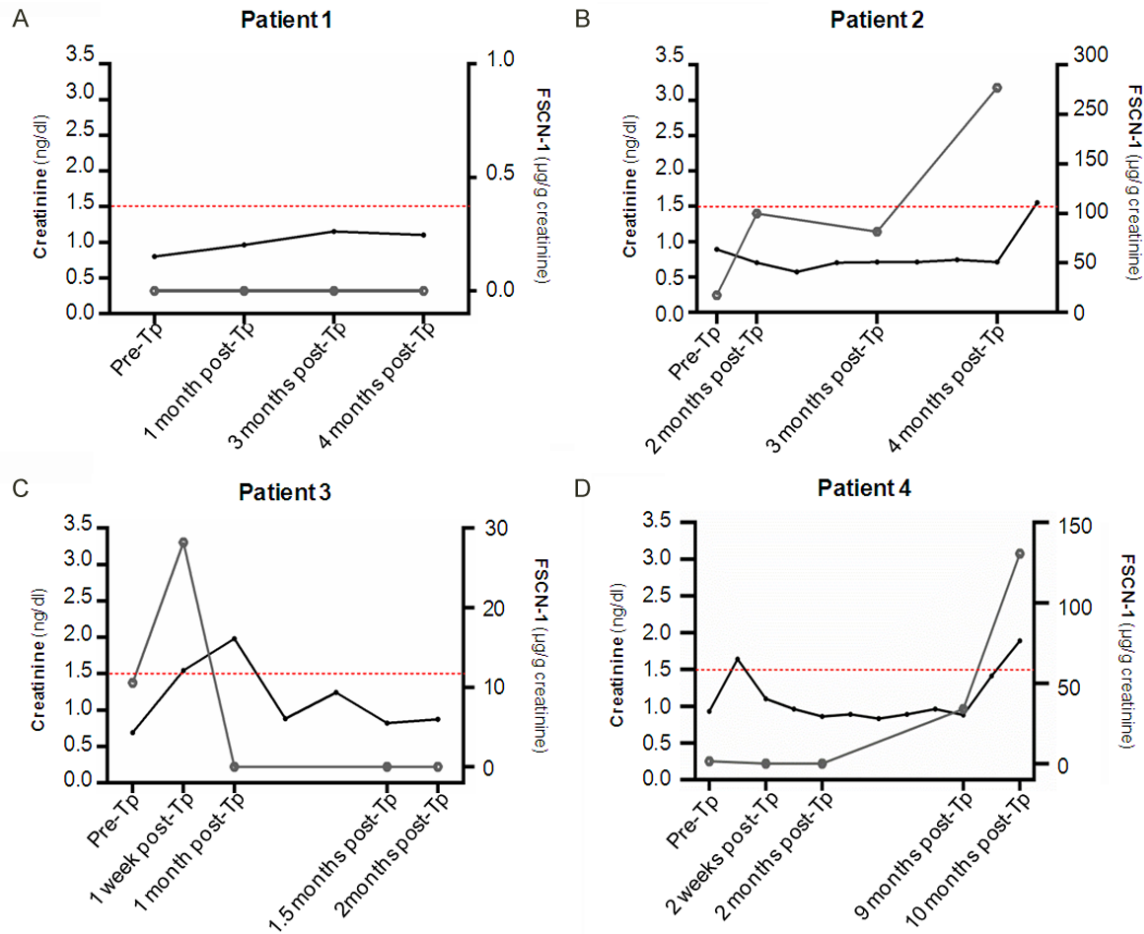 A
Patient 1
Creatinine (ng/dl)
3.5
3.0
2.5
2.0
1.5
1.0
0.5
0.0
1.0
0.5
0.0
FSCN-1 (µg/g creatinine)
Pre-Tp
1 month post-Tp
3 months post-Tp
4 months post-Tp
B
Patient 2
Creatinine (ng/dl)
3.5
3.0
2.5
2.0
1.5
1.0
0.5
0.0
300
250
150
100
50
0
FSCN-1 (µg/g creatinine)
Pre-Tp
2 months post-Tp
3 months post-Tp
4 months post-Tp
C
Patient 3
Creatinine (ng/dl)
3.5
3.0
2.5
2.0
1.5
1.0
0.5
0.0
30
20
10
0
FSCN-1 (µg/g creatinine)
Pre-Tp
1 week post-Tp
1 month post-Tp
1.5 months post-Tp
2months post-Tp
D
Patient 4
Creatinine (ng/dl)
3.5
3.0
2.5
2.0
1.5
1.0
0.5
0.0
150
100
50
0
FSCN-1 (µg/g creatinine)
Pre-Tp
2 weeks post-Tp
2 months post-Tp
9 months post-Tp
10 months post-Tp